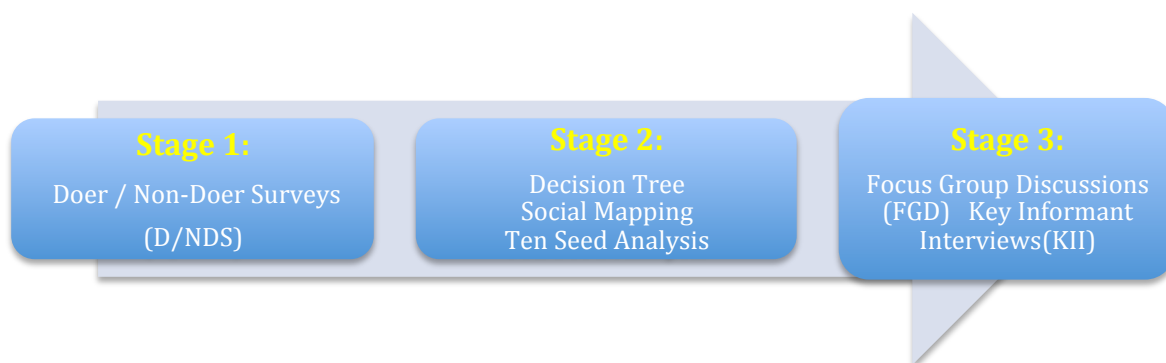 Stage 1:
Doer / Non-Doer Surveys
(D/NDS)
Stage 2:
Decision Tree
Social Mapping
Ten Seed Analysis
Stage 3:
Focus Group Discussions
(FGD) Key Informant
Interviews(KII)